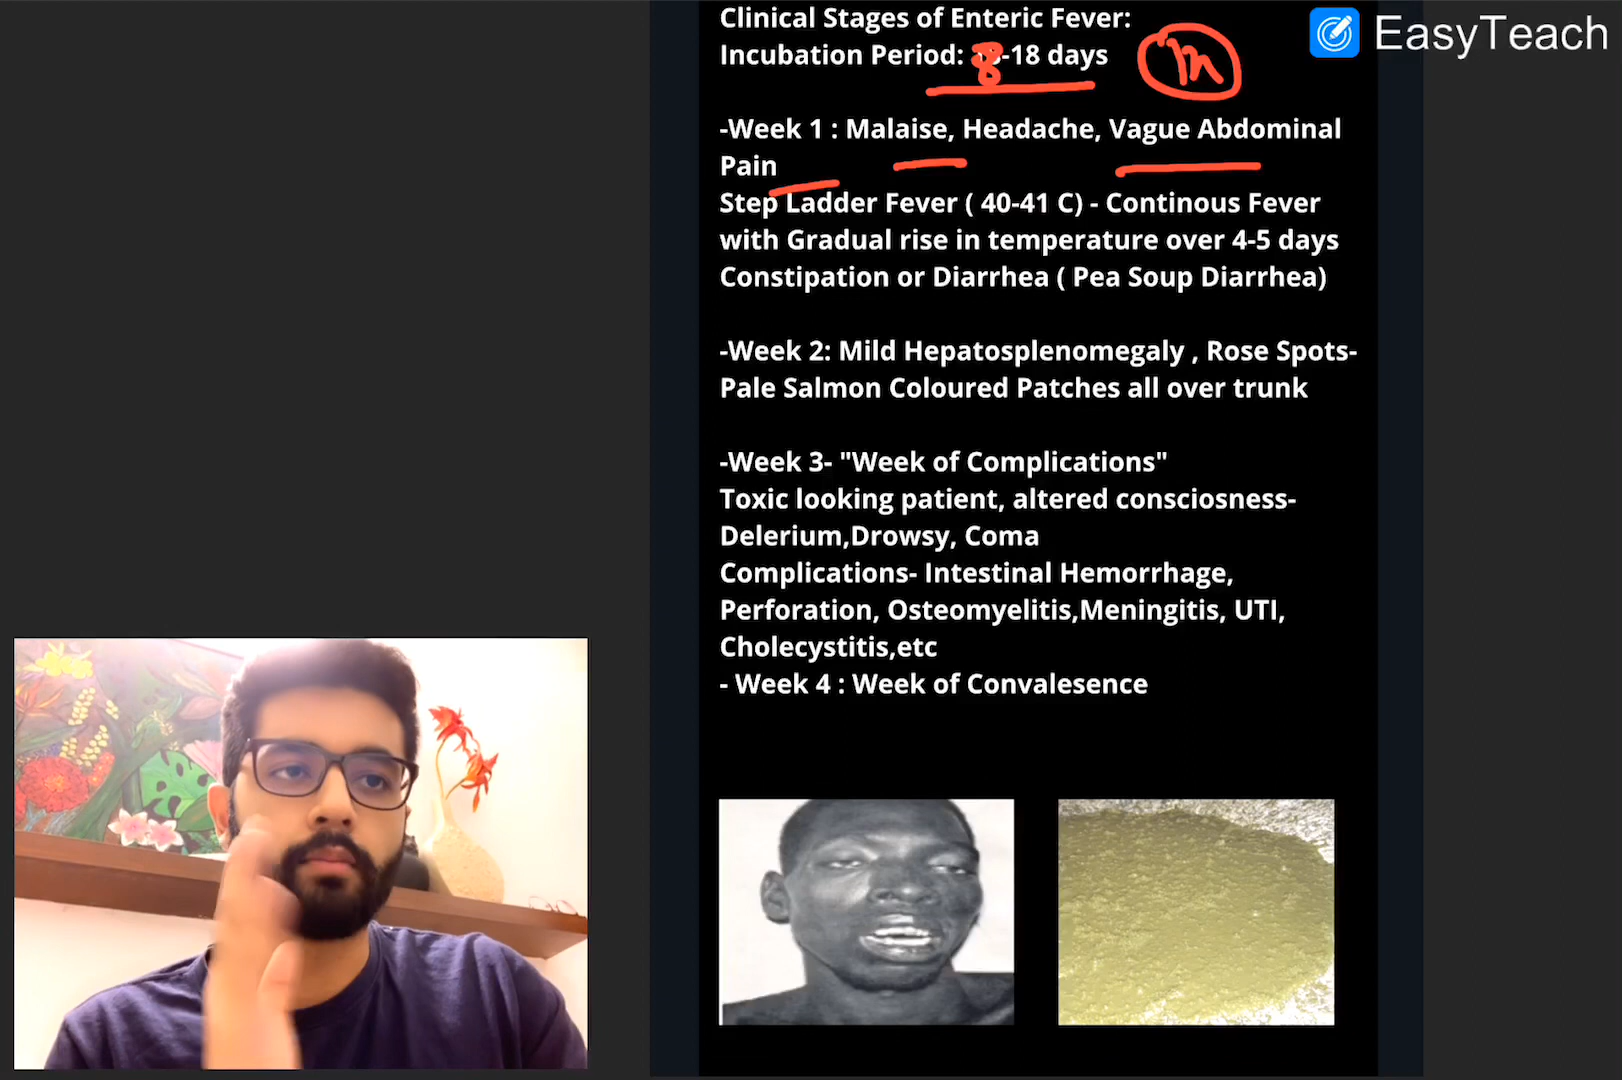 Clinical Stages of Enteric Fever:
Incubation Period: 8-18 days
m
EasyTeach
-Week 1 : Malaise, Headache, Vague Abdominal
Pain
Step Ladder Fever ( 40-41 C) - Continous Fever
with Gradual rise in temperature over 4-5 days
Constipation or Diarrhea ( Pea Soup Diarrhea)
-Week 2: Mild Hepatosplenomegaly , Rose Spots-
Pale Salmon Coloured Patches all over trunk
-Week 3- "Week of Complications"
Toxic looking patient, altered consciosness-
Delerium,Drowsy, Coma
Complications- Intestinal Hemorrhage,
Perforation, Osteomyelitis,Meningitis, UTI,
Cholecystitis,etc
- Week 4 : Week of Convalesence